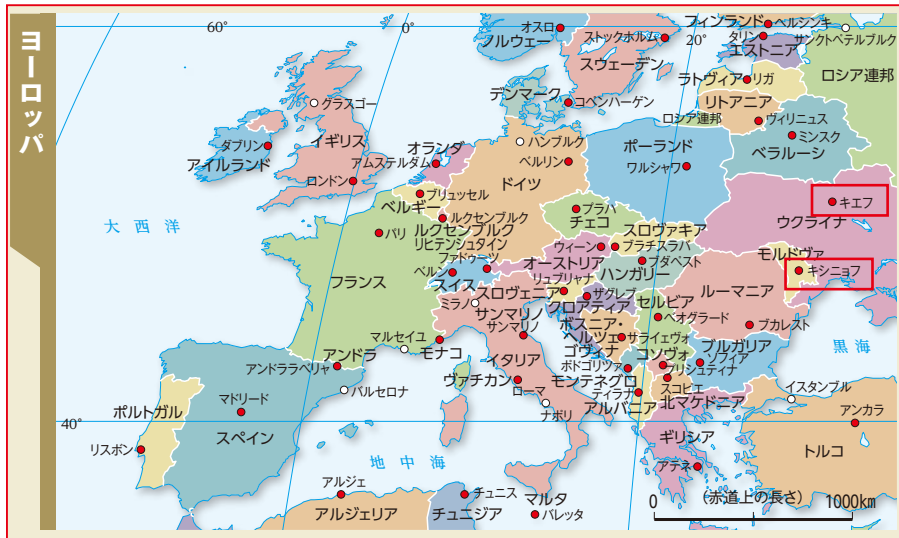 ヨーロッパ
60°
0°
20°
40°
オスロ
ノルウェー
ストックホルム
スウェーデン
フィンランド
ヘルシンキ
タリン
エストニア
サンクトペテルブルク
ロシア連邦
ラトヴィア
リガ
リトアニア
ロシア連邦
ヴィリニュス
ミンスク
ベラルーシ
デンマーク
コペンハーゲン
グラスゴー
ダブリン
アイルランド
イギリス
ロンドン
オランダ
アムステルダム
ハンブルク
ベルリン
ドイツ
ポーランド
ワルシャワ
キエフ
ウクライナ
大西洋
ブリュッセル
ベルギー
ルクセンブルク
ルクセンブルク
リヒテンシュタイン
ファドゥーツ
パリ
フランス
プラハ
チェコ
スロヴァキア
ウィーン
ブラチスラバ
オーストリア
ブダペスト
ハンガリー
モルドヴァ
キシニョフ
ベルン
スイス
リュブリャナ
スロヴェニア
ザグレブ
クロアティア
セルビア
ルーマニア
ミラノ
サンマリノ
サンマリノ
ボスニア・
ヘルツェ
ゴヴィナ
サライェヴォ
ベオグラード
ブカレスト
マルセイユ
モナコ
イタリア
ブルガリア
ソフィア
黒海
アンドラ
アンドララベリャ
コソヴォ
プリシュティナ
ポドゴリツァ
モンテネグロ
スコピエ
北マケドニア
ヴァチカン
ローマ
ティラナ
アルバニア
イスタンブル
バルセロナ
マドリード
ポルトガル
スペイン
リスボン
ナポリ
ギリシア
アンカラ
トルコ
地中海
アテネ
アルジェ
アルジェリア
チュニス
チュニジア
マルタ
バレッタ
0
(赤道上の長さ)
1000km